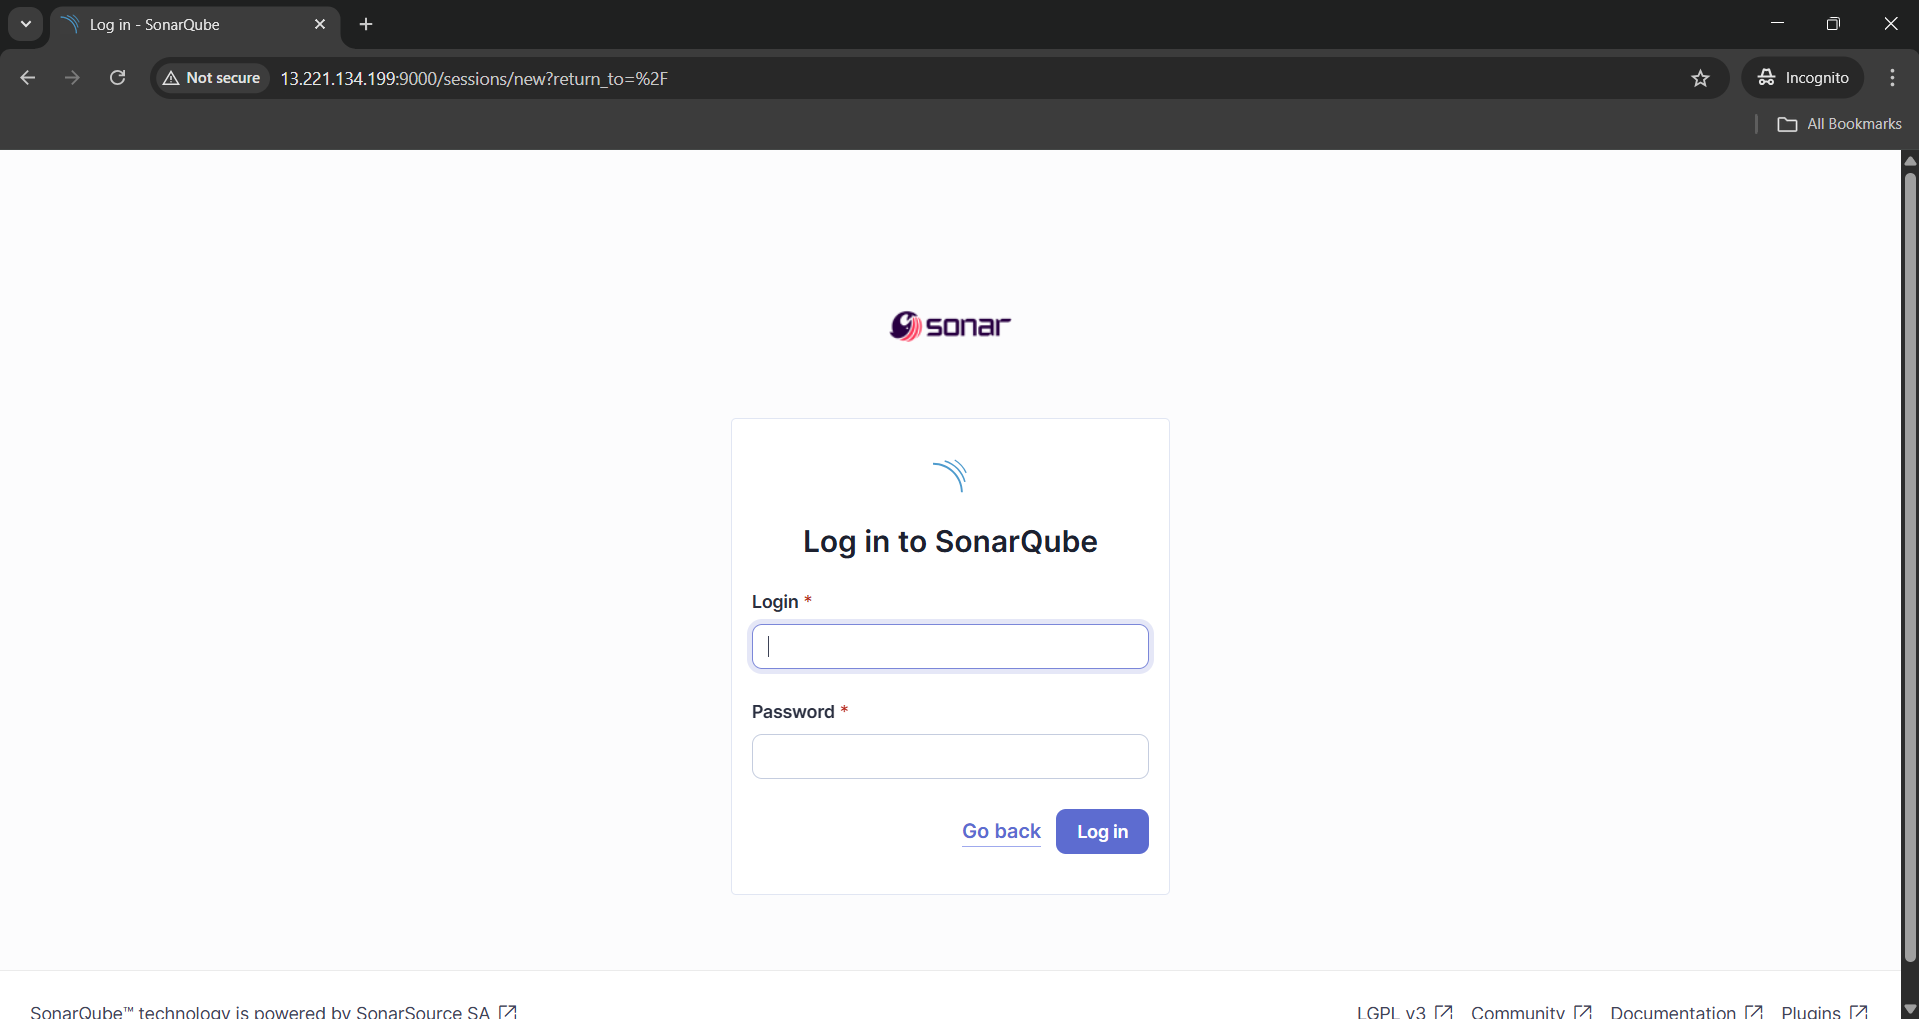 Log in - SonarQube
Not secure
13.221.134.199:9000/sessions/new?return_to=%2F
Incognito
All Bookmarks
sonar
Log in to SonarQube
Login *
Password *
Go back
Log in
SonarQube™ technology is powered by SonarSource SA
LGPL v3
Community
Documentation
Plugins